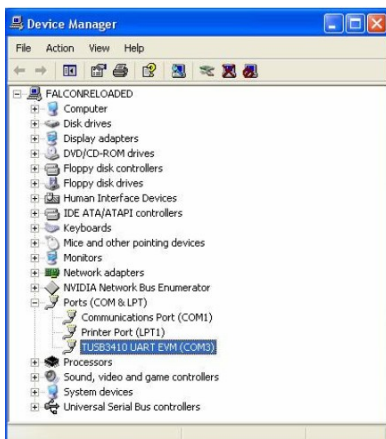 Device Manager
File Action View Help
FALCONRELOADED
Computer
Disk drives
Display adapters
DVD/CD-ROM drives
Floppy disk controllers
Floppy disk drives
Human Interface Devices
IDE ATA/ATAPI controllers
Keyboards
Mice and other pointing devices
Monitors
Network adapters
NVIDIA Network Bus Enumerator
Ports (COM & LPT)
Communications Port (COM1)
Printer Port (LPT1)
TUSB3410 UART EVM (COM3)
Processors
Sound, video and game controllers
System devices
Universal Serial Bus controllers